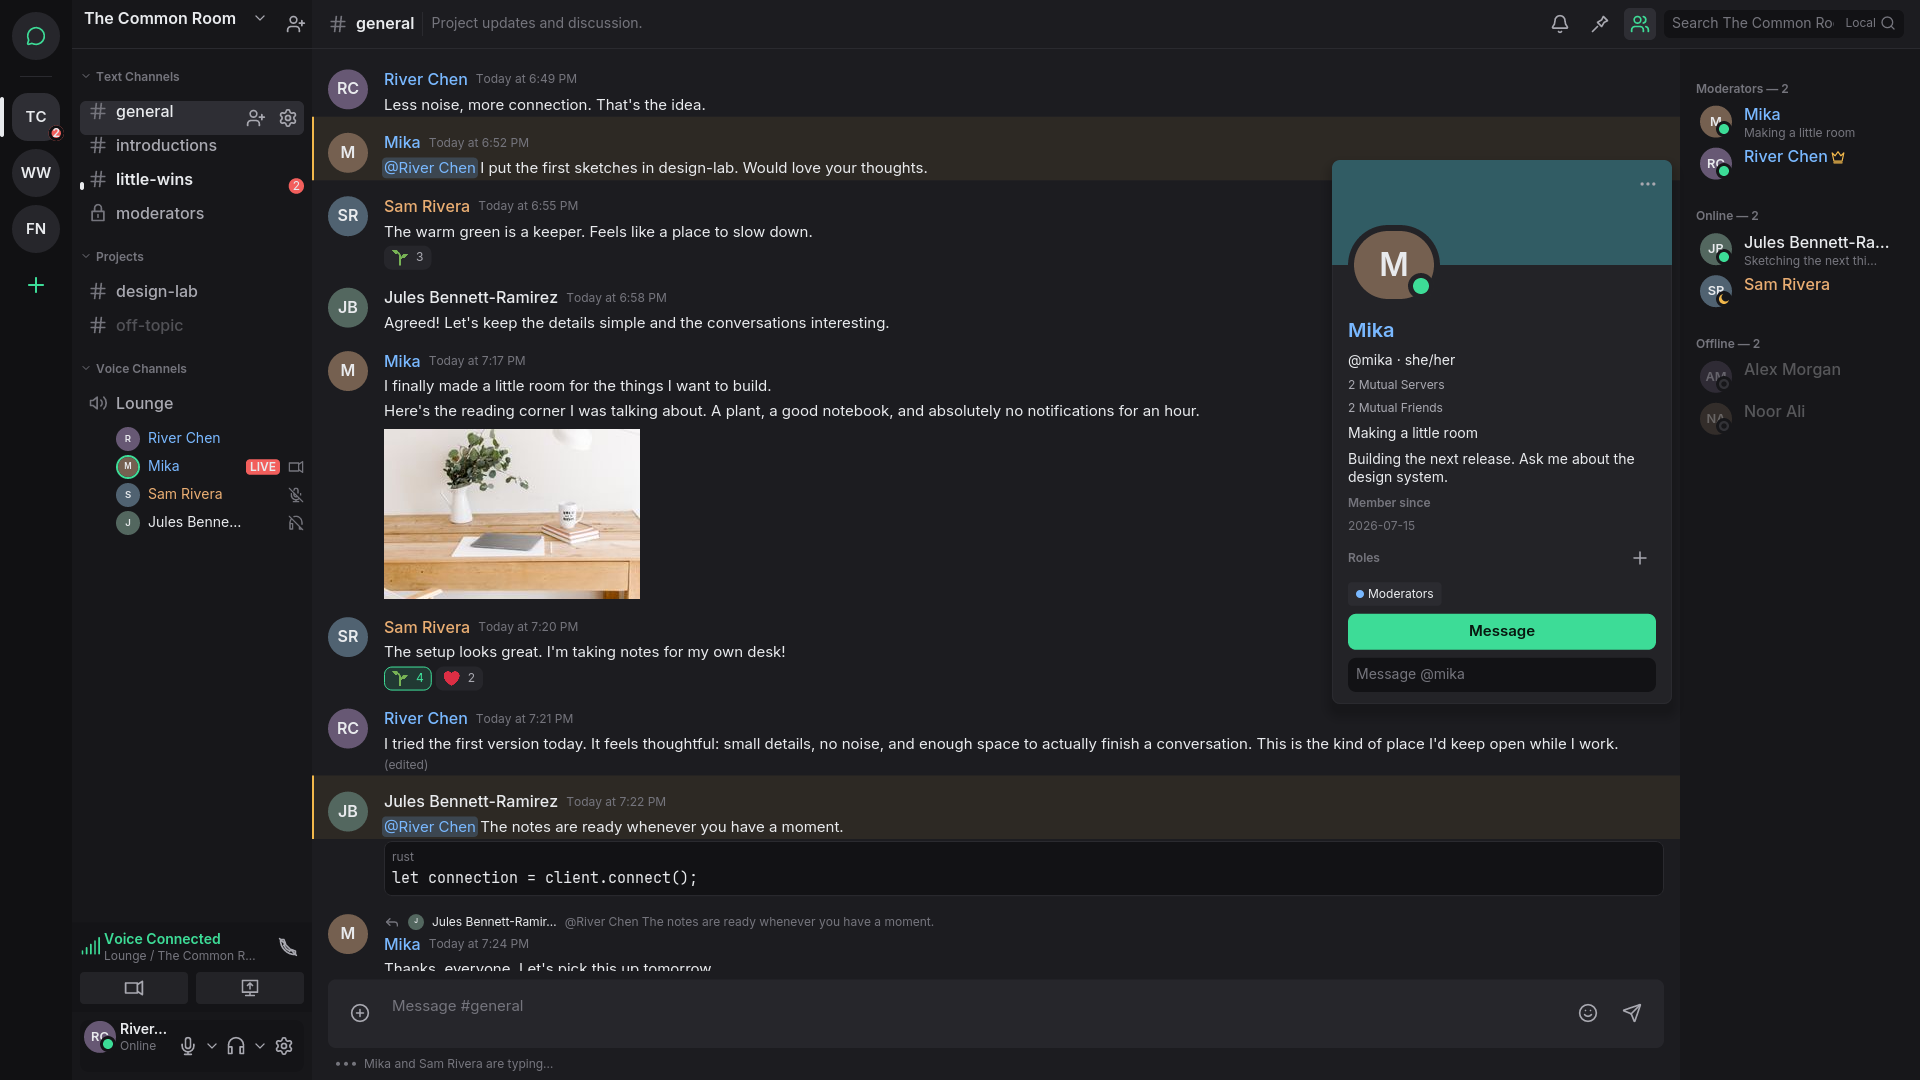 The Common Room
TC
2
WW
FN
Text Channels
general
introductions
little-wins
2
moderators
Projects
design-lab
off-topic
Voice Channels
Lounge
R
River Chen
M
Mika
LIVE
S
Sam Rivera
J
Jules Benne...
Voice Connected
Lounge / The Common R...
RC
River...
Online
general
Project updates and discussion.
Search The Common Ro
Local
RC
River Chen Today at 6:49 PM
Less noise, more connection. That's the idea.
M
Mika Today at 6:52 PM
@River Chen I put the first sketches in design-lab. Would love your thoughts.
SR
Sam Rivera Today at 6:55 PM
The warm green is a keeper. Feels like a place to slow down.
3
JB
Jules Bennett-Ramirez Today at 6:58 PM
Agreed! Let's keep the details simple and the conversations interesting.
M
Mika Today at 7:17 PM
I finally made a little room for the things I want to build.
Here's the reading corner I was talking about. A plant, a good notebook, and absolutely no notifications for an hour.
SR
Sam Rivera Today at 7:20 PM
The setup looks great. I'm taking notes for my own desk!
4
2
RC
River Chen Today at 7:21 PM
I tried the first version today. It feels thoughtful: small details, no noise, and enough space to actually finish a conversation. This is the kind of place I'd keep open while I work.
(edited)
JB
Jules Bennett-Ramirez Today at 7:22 PM
@River Chen The notes are ready whenever you have a moment.
rust
let connection = client.connect();
J
Jules Bennett-Ramir... @River Chen The notes are ready whenever you have a moment.
M
Mika Today at 7:24 PM
Thanks, everyone. Let's pick this up tomorrow.
Message #general
Mika and Sam Rivera are typing...
M
Mika
@mika · she/her
2 Mutual Servers
2 Mutual Friends
Making a little room
Building the next release. Ask me about the
design system.
Member since
2026-07-15
Roles
Moderators
Message
Message @mika
Moderators — 2
M
Mika
Making a little room
RC
River Chen
Online — 2
JB
Jules Bennett-Ra...
Sketching the next thi...
SR
Sam Rivera
Offline — 2
AM
Alex Morgan
NA
Noor Ali